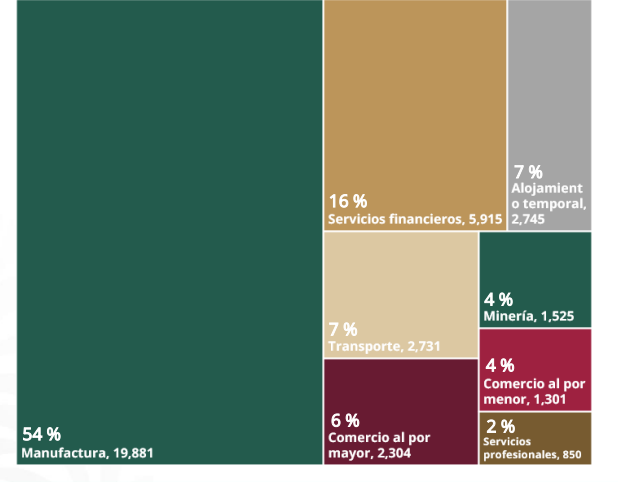 54 %
Manufactura, 19,881
16 %
Servicios financieros, 5,915
7 %
Alojamient
o temporal,
2,745
7 %
Transporte, 2,731
6 %
Comercio al por
mayor, 2,304
4 %
Minería, 1,525
4 %
Comercio al por
menor, 1,301
2 %
Servicios
profesionales, 850